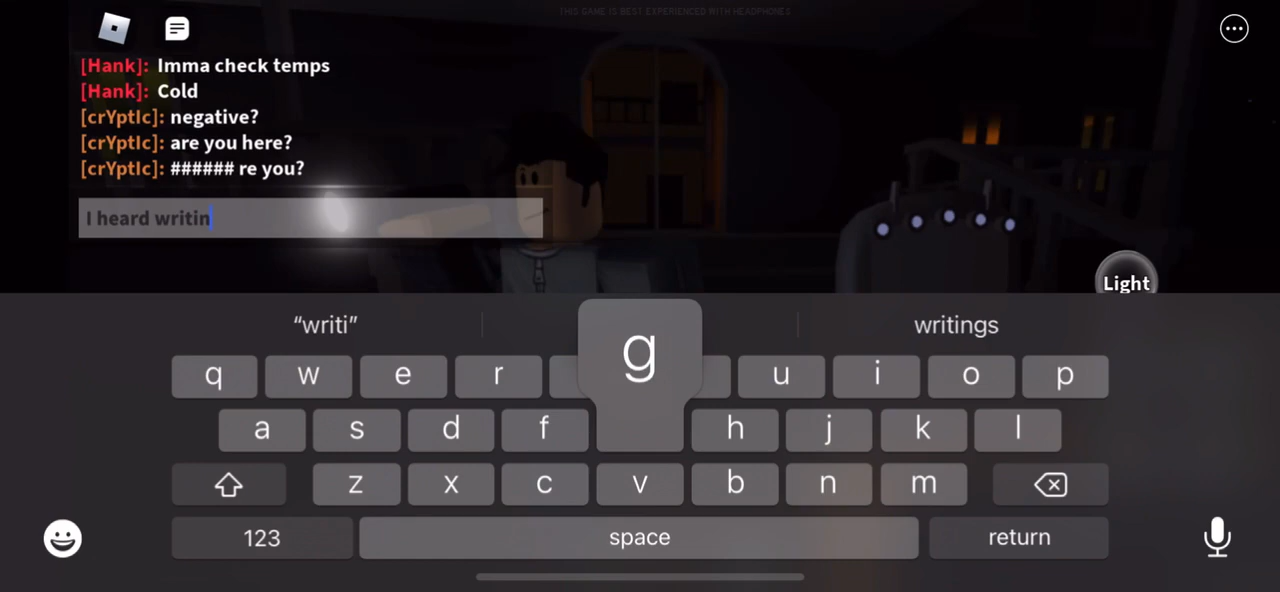 THIS GAME IS BEST EXPERIENCED WITH HEADPHONES
[Hank]: Imma check temps
[Hank]: Cold
[crYptIc]: negative?
[crYptIc]: are you here?
[crYptIc]: ###### re you?
I heard writin
Light
“writi” writings
g
q w e r u i o p
a s d f h j k l
z x c v b n m
123 space return